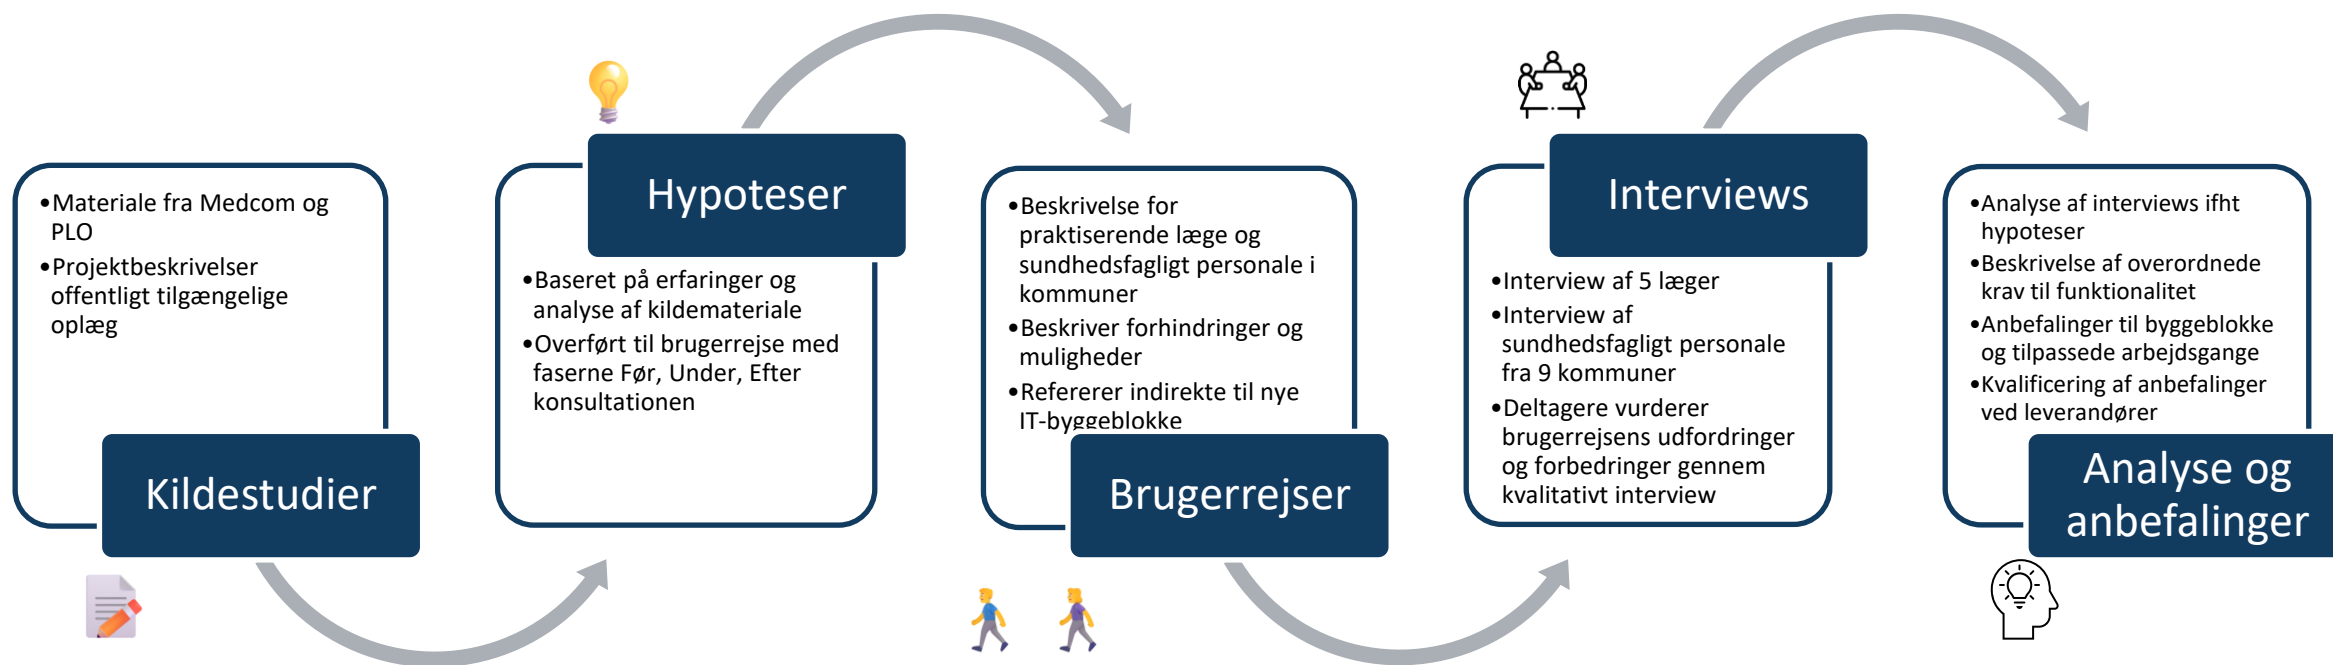 •Materiale fra Medcom og
PLO
•Projektbeskrivelser
offentligt tilgængelige
oplæg
Kildestudier
Hypoteser
•Baseret på erfaringer og
analyse af kildemateriale
•Overført til brugerrejse med
faserne Før, Under, Efter
konsultationen
•Beskrivelse for
praktiserende læge og
sundhedsfagligt personale i
kommuner
•Beskriver forhindringer og
muligheder
•Refererer indirekte til nye
IT-byggeblokke
Brugerrejser
Interviews
•Interview af 5 læger
•Interview af
sundhedsfagligt personale
fra 9 kommuner
•Deltagere vurderer
brugerrejsens udfordringer
og forbedringer gennem
kvalitativt interview
•Analyse af interviews ifht
hypoteser
•Beskrivelse af overordnede
krav til funktionalitet
•Anbefalinger til byggeblokke
og tilpassede arbejdsgange
•Kvalificering af anbefalinger
ved leverandører
Analyse og
anbefalinger